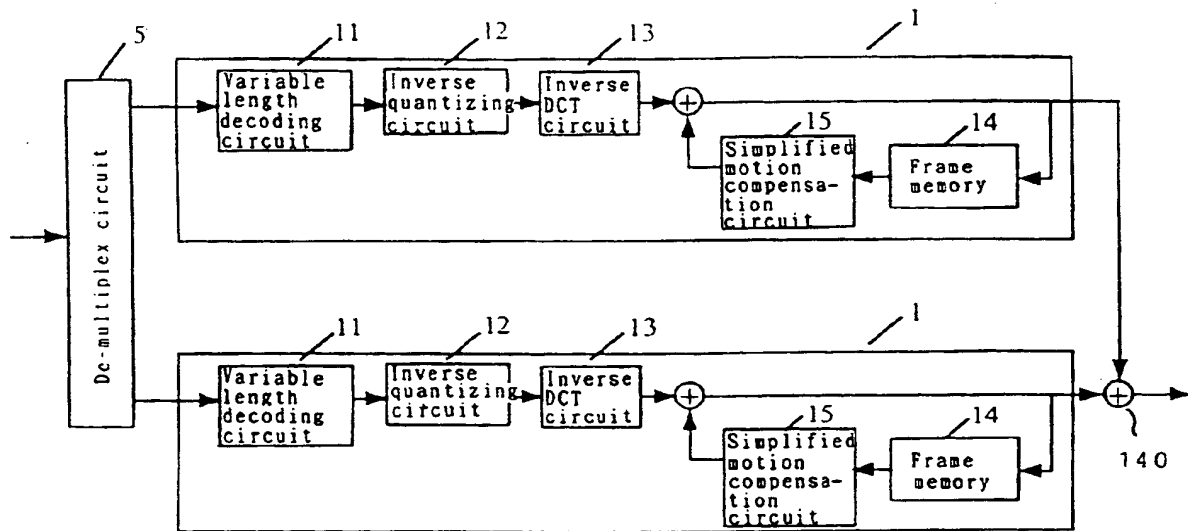 5
De-multiplex circuit
1
11
Variable
length
decoding
circuit
12
Inverse
quantizing
circuit
13
Inverse
DCT
circuit
15
Simplified
motion
compensa-
tion
circuit
14
Frame
memory
1
11
Variable
length
decoding
circuit
12
Inverse
quantizing
circuit
13
Inverse
DCT
circuit
15
Simplified
motion
compensa-
tion
circuit
14
Frame
memory
140